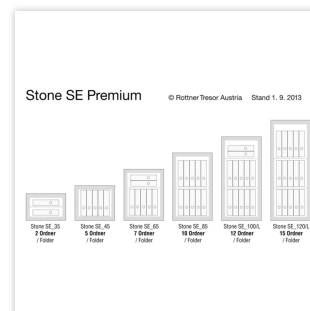 Stone SE Premium © Rottner Tresor Austria Stand 1. 9. 2013
Stone SE_35
2 Ordner
/ Folder
Stone SE_45
5 Ordner
/ Folder
Stone SE_65
7 Ordner
/ Folder
Stone SE_85
10 Ordner
/ Folder
Stone SE_100/L
12 Ordner
/ Folder
Stone SE_120/L
15 Ordner
/ Folder